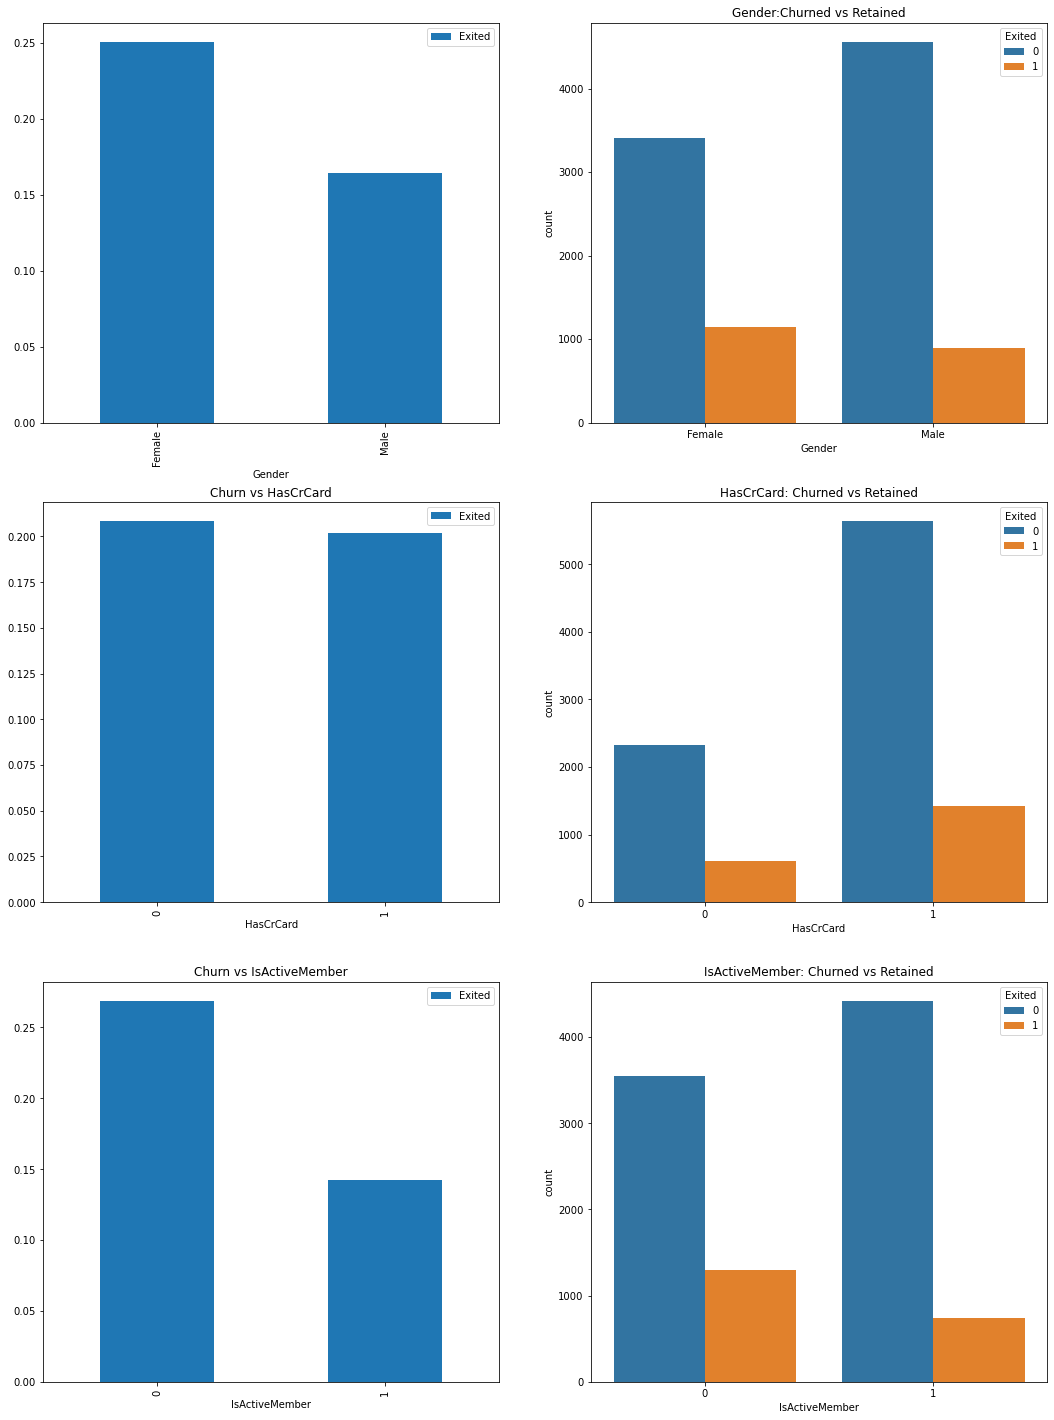 Exited
0.25
0.20
0.15
0.10
0.05
0.00
Female
Male
Gender
Gender:Churned vs Retained
Exited
0
1
4000
3000
2000
1000
0
count
Female
Male
Gender
Churn vs HasCrCard
Exited
0.200
0.175
0.150
0.125
0.100
0.075
0.050
0.025
0.000
0
1
HasCrCard
HasCrCard: Churned vs Retained
Exited
0
1
5000
4000
3000
2000
1000
0
count
0
1
HasCrCard
Churn vs IsActiveMember
Exited
0.25
0.20
0.15
0.10
0.05
0.00
0
1
IsActiveMember
IsActiveMember: Churned vs Retained
Exited
0
1
4000
3000
2000
1000
0
count
0
1
IsActiveMember